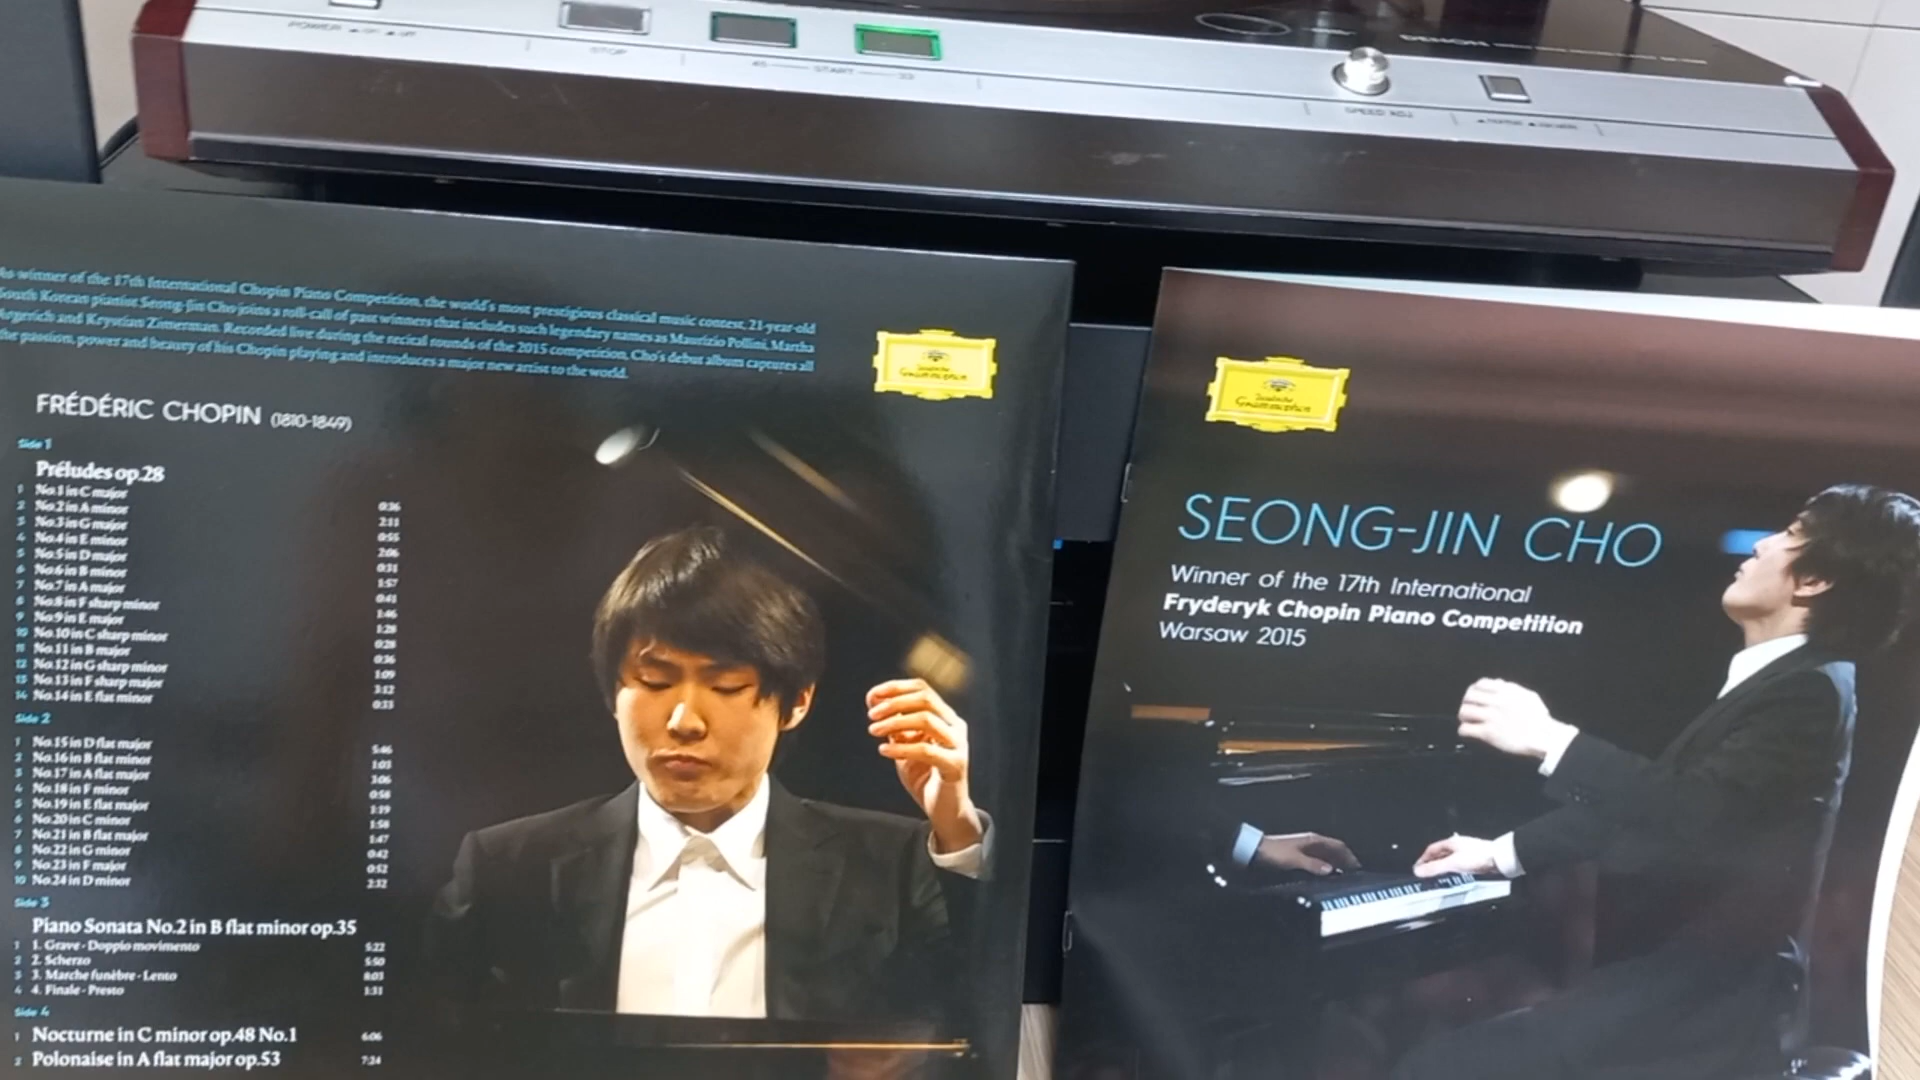 POWER
STOP
45 START 33
SPEED ADJ
DENON
As winner of the 17th International Chopin Piano Competition, the world's most prestigious classical music contest, 21-year-old
South Korean pianist Seong-Jin Cho joins a roll-call of past winners that includes such legendary names as Maurizio Pollini, Martha
Argerich and Krystian Zimerman. Recorded live during the recital rounds of the 2015 competition, Cho's debut album captures all
the passion, power and beauty of his Chopin playing and introduces a major new artist to the world.
Deutsche
Grammophon
FRÉDÉRIC CHOPIN (1810-1849)
Side 1
Préludes op.28
1 No.1 in C major 0:36
2 No.2 in A minor 2:11
3 No.3 in G major 0:55
4 No.4 in E minor 2:06
5 No.5 in D major 0:31
6 No.6 in B minor 1:57
7 No.7 in A major 0:41
8 No.8 in F sharp minor 1:46
9 No.9 in E major 1:28
10 No.10 in C sharp minor 0:28
11 No.11 in B major 0:36
12 No.12 in G sharp minor 1:09
13 No.13 in F sharp major 3:12
14 No.14 in E flat minor 0:33
Side 2
1 No.15 in D flat major 5:46
2 No.16 in B flat minor 1:03
3 No.17 in A flat major 3:06
4 No.18 in F minor 0:58
5 No.19 in E flat major 1:19
6 No.20 in C minor 1:58
7 No.21 in B flat major 1:47
8 No.22 in G minor 0:42
9 No.23 in F major 0:52
10 No.24 in D minor 2:32
Side 3
Piano Sonata No.2 in B flat minor op.35
1 1. Grave - Doppio movimento 5:22
2 2. Scherzo 5:50
3 3. Marche funèbre - Lento 8:03
4 4. Finale - Presto 1:31
Side 4
1 Nocturne in C minor op.48 No.1 6:06
2 Polonaise in A flat major op.53 7:24
Deutsche
Grammophon
SEONG-JIN CHO
Winner of the 17th International
Fryderyk Chopin Piano Competition
Warsaw 2015